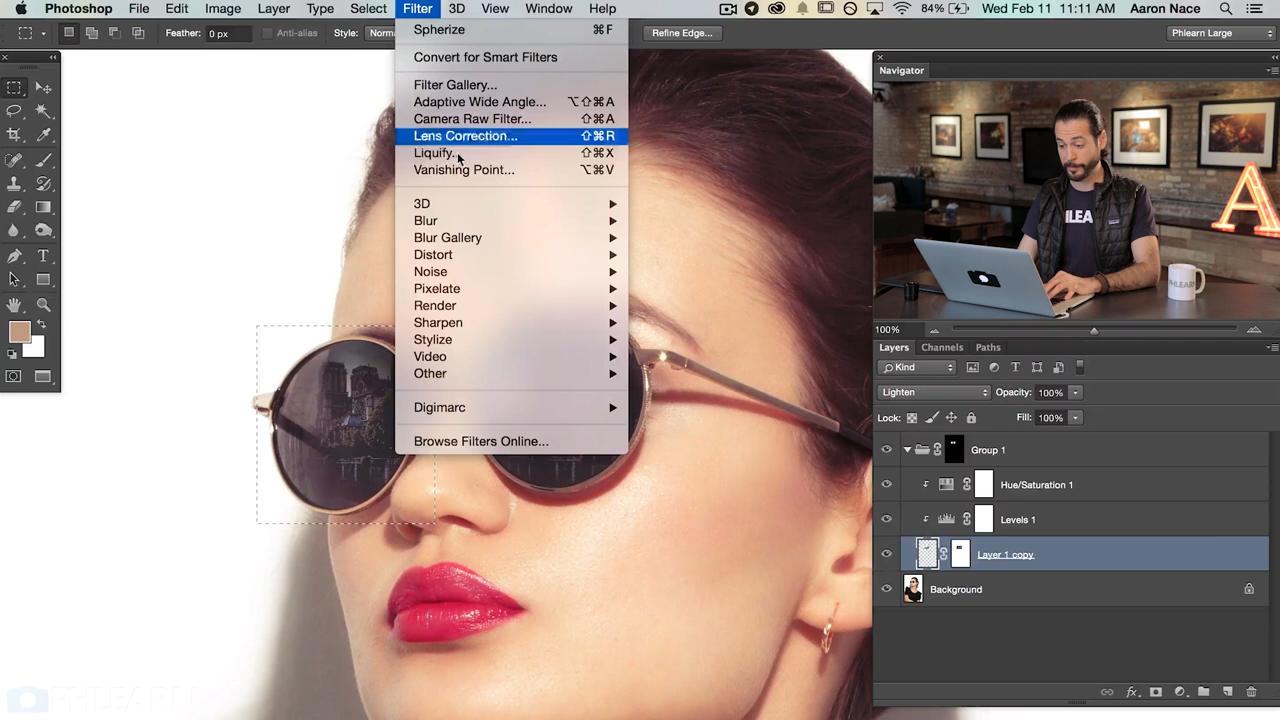 Photoshop File Edit Image Layer Type Select Filter 3D View Window Help 84% Wed Feb 11 11:11 AM Aaron Nace
Feather: 0 px Anti-alias Style: Refine Edge... Phlearn Large
Spherize ⌘F
Convert for Smart Filters
Filter Gallery...
Adaptive Wide Angle... ⌥⇧⌘A
Camera Raw Filter... ⇧⌘A
Lens Correction... ⇧⌘R
Liquify... ⇧⌘X
Vanishing Point... ⌥⌘V
3D
Blur
Blur Gallery
Distort
Noise
Pixelate
Render
Sharpen
Stylize
Video
Other
Digimarc
Browse Filters Online...
Navigator
A
PHLEARN
100%
Layers Channels Paths
Kind
Lighten Opacity: 100%
Lock: Fill: 100%
Group 1
Hue/Saturation 1
Levels 1
Layer 1 copy
Background
PHLEARN